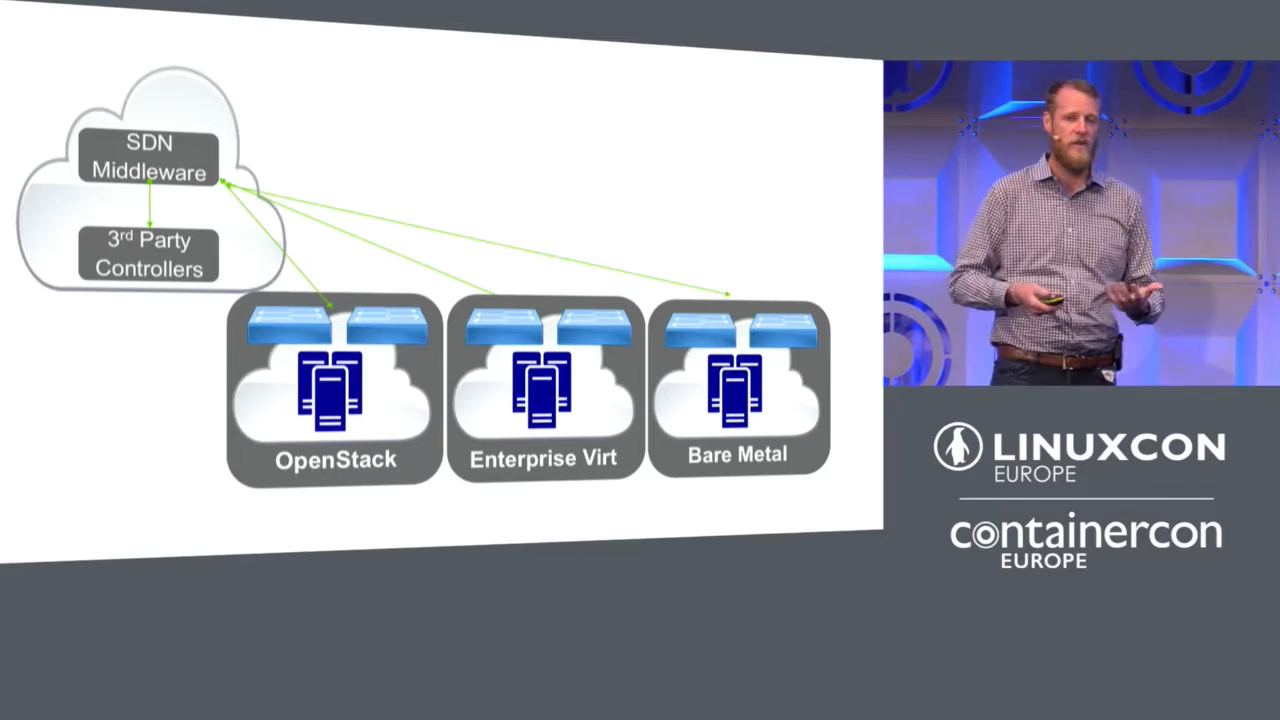 SDN
Middleware
3rd Party
Controllers
OpenStack
Enterprise Virt
Bare Metal
LINUXCON
EUROPE
containercon
EUROPE